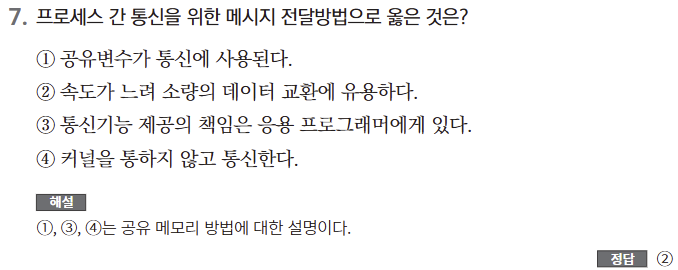 7. 프로세스 간 통신을 위한 메시지 전달방법으로 옳은 것은?
① 공유변수가 통신에 사용된다.
② 속도가 느려 소량의 데이터 교환에 유용하다.
③ 통신기능 제공의 책임은 응용 프로그래머에게 있다.
④ 커널을 통하지 않고 통신한다.
해설
①, ③, ④는 공유 메모리 방법에 대한 설명이다.
정답 ②